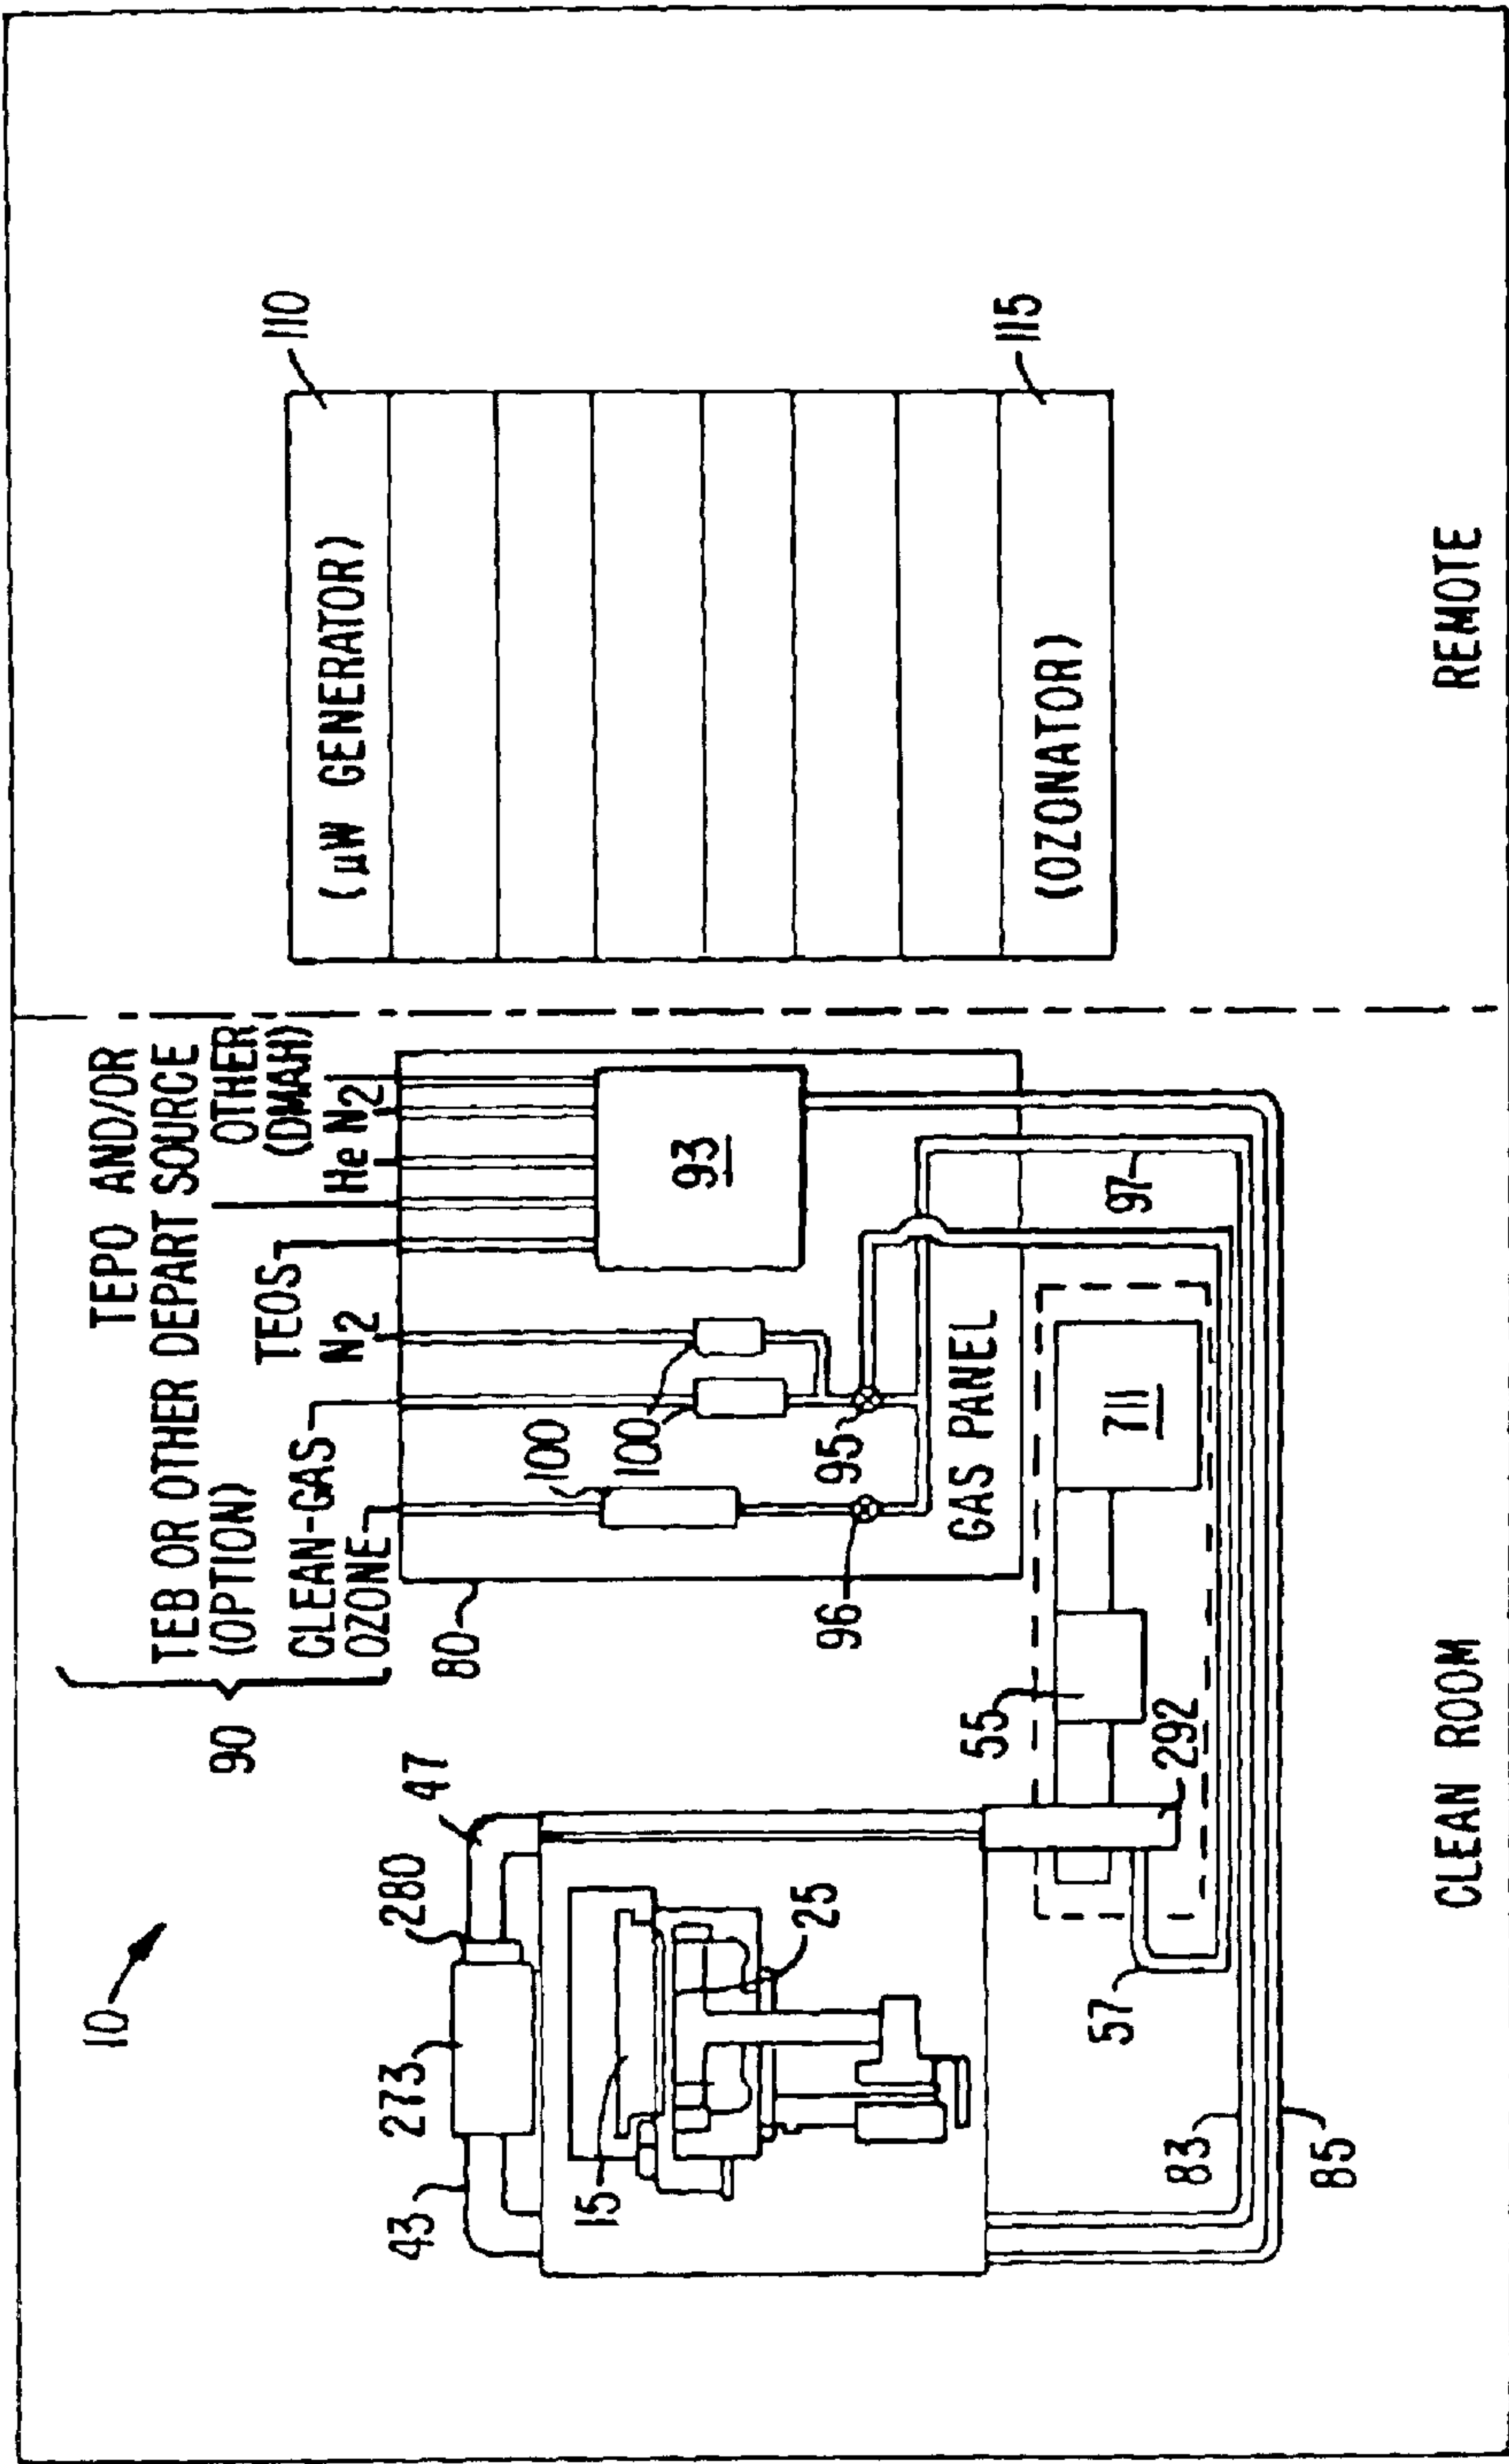 10
90
TEPO AND/OR
TEB OR OTHER DEPART SOURCE
(OPTION)
OTHER
(DMAH)
CLEAN-GAS
OZONE
TEOS
N2
He N2
43
273
280
47
80
100
100
93
95
96
GAS PANEL
97
15
25
55
711
292
57
83
85
CLEAN ROOM
110
(µW GENERATOR)
(OZONATOR)
115
REMOTE